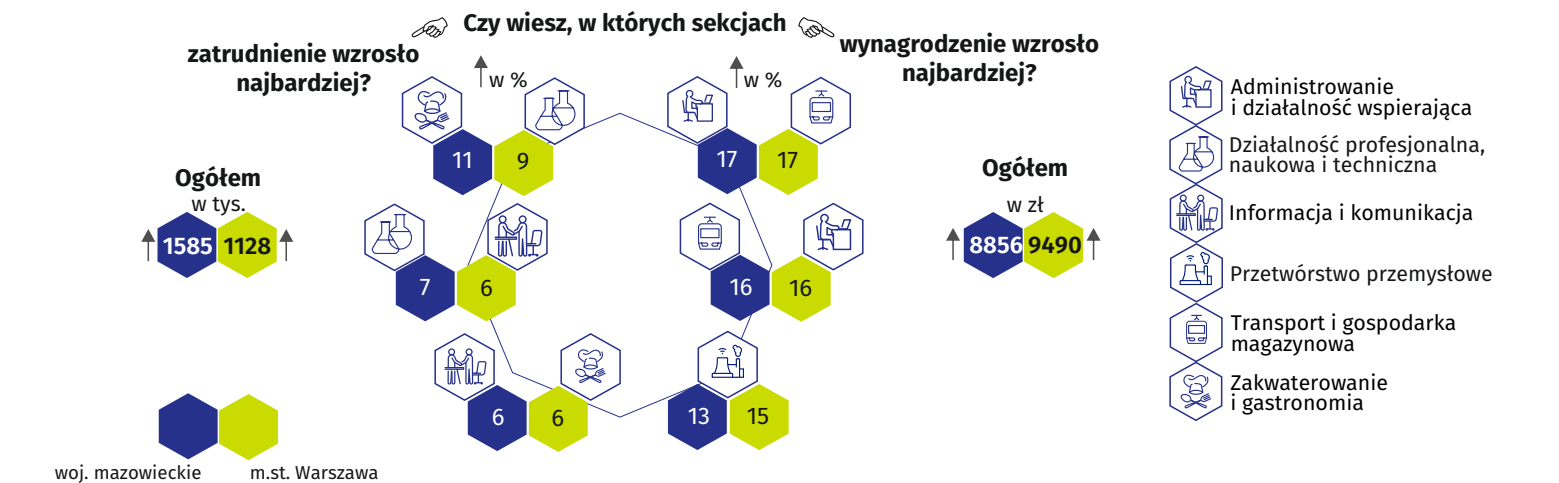 Czy wiesz, w których sekcjach
zatrudnienie wzrosło
najbardziej?
w %
wynagrodzenie wzrosło
najbardziej?
w %
11
9
7
6
6
6
17
17
16
16
13
15
Ogółem
w tys.
1585
1128
Ogółem
w zł
8856
9490
woj. mazowieckie
m.st. Warszawa
Administrowanie
i działalność wspierająca
Działalność profesjonalna,
naukowa i techniczna
Informacja i komunikacja
Przetwórstwo przemysłowe
Transport i gospodarka
magazynowa
Zakwaterowanie
i gastronomia